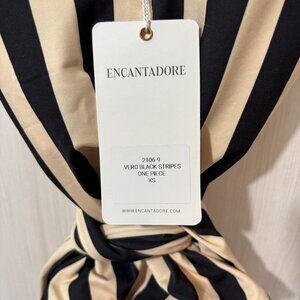 ENCANTADORE
2106-9
VERO BLACK STRIPES
ONE PIECE
XS
WWW.ENCANTADORE.COM